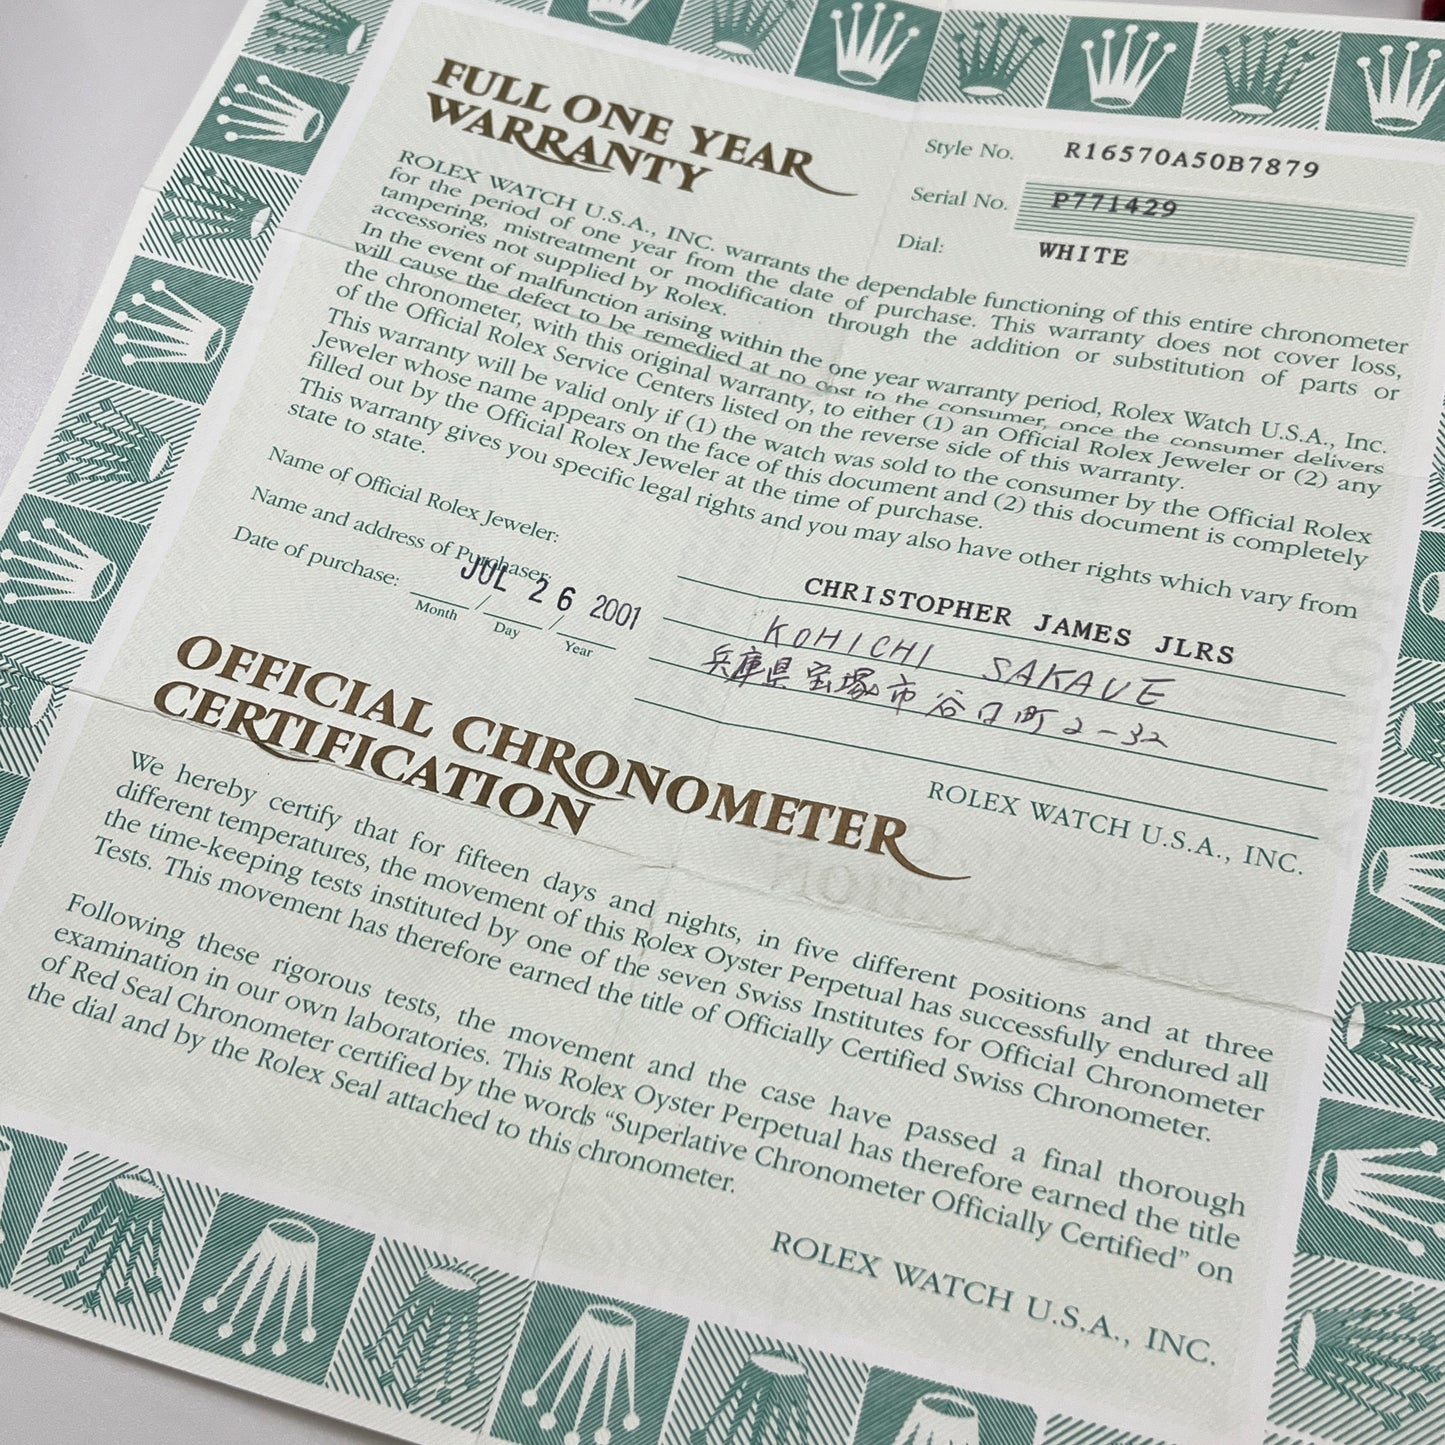 FULL ONE YEAR
WARRANTY
Style No. R16570A50B7879
Serial No. P771429
Dial: WHITE
ROLEX WATCH U.S.A., INC. warrants the dependable functioning of this entire chronometer
for the period of one year from the date of purchase. This warranty does not cover loss,
tampering, mistreatment or modification through the addition or substitution of parts or
accessories not supplied by Rolex.
In the event of malfunction arising within the one year warranty period, Rolex Watch U.S.A., Inc.
will cause the defect to be remedied at no cost to the consumer, once the consumer delivers
the chronometer, with this original warranty, to either (1) an Official Rolex Jeweler or (2) any
of the Official Rolex Service Centers listed on the reverse side of this warranty.
This warranty will be valid only if (1) the watch was sold to the consumer by the Official Rolex
Jeweler whose name appears on the face of this document and (2) this document is completely
filled out by the Official Rolex Jeweler at the time of purchase.
This warranty gives you specific legal rights and you may also have other rights which vary from
state to state.
Name of Official Rolex Jeweler: CHRISTOPHER JAMES JLRS
Name and address of Purchaser: KOHICHI SAKAUE
兵庫県宝塚市谷口町2-32
Date of purchase: JUL 26 2001
Month Day Year
ROLEX WATCH U.S.A., INC.
OFFICIAL CHRONOMETER
CERTIFICATION
We hereby certify that for fifteen days and nights, in five different positions and at three
different temperatures, the movement of this Rolex Oyster Perpetual has successfully endured all
the time-keeping tests instituted by one of the seven Swiss Institutes for Official Chronometer
Tests. This movement has therefore earned the title of Officially Certified Swiss Chronometer.
Following these rigorous tests, the movement and the case have passed a final thorough
examination in our own laboratories. This Rolex Oyster Perpetual has therefore earned the title
of Red Seal Chronometer certified by the words “Superlative Chronometer Officially Certified” on
the dial and by the Rolex Seal attached to this chronometer.
ROLEX WATCH U.S.A., INC.